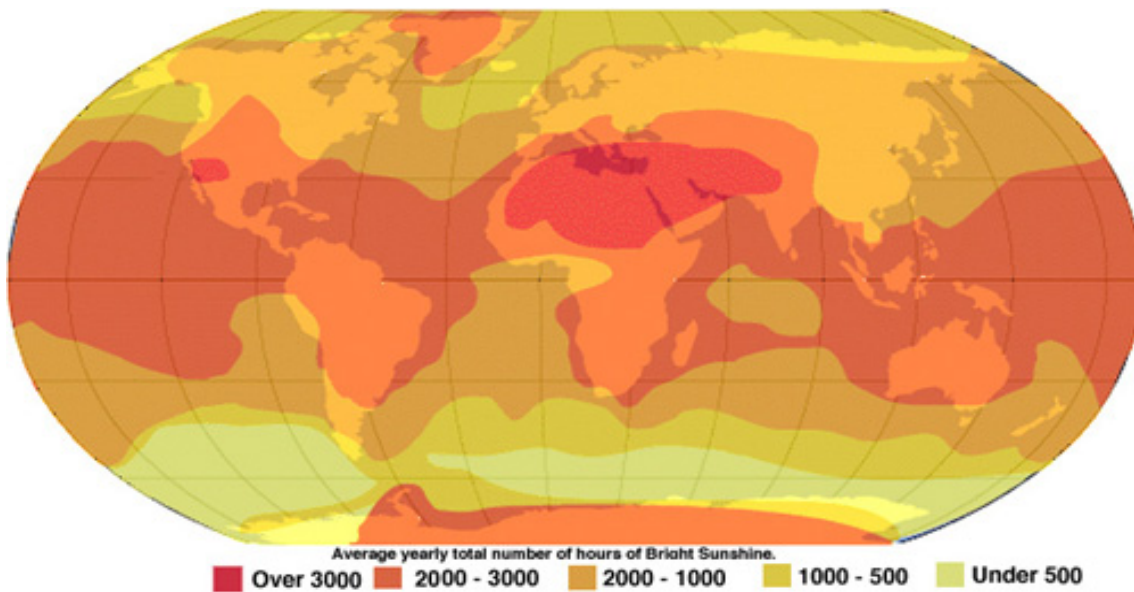 Average yearly total number of hours of Bright Sunshine.
Over 3000 2000 - 3000 2000 - 1000 1000 - 500 Under 500